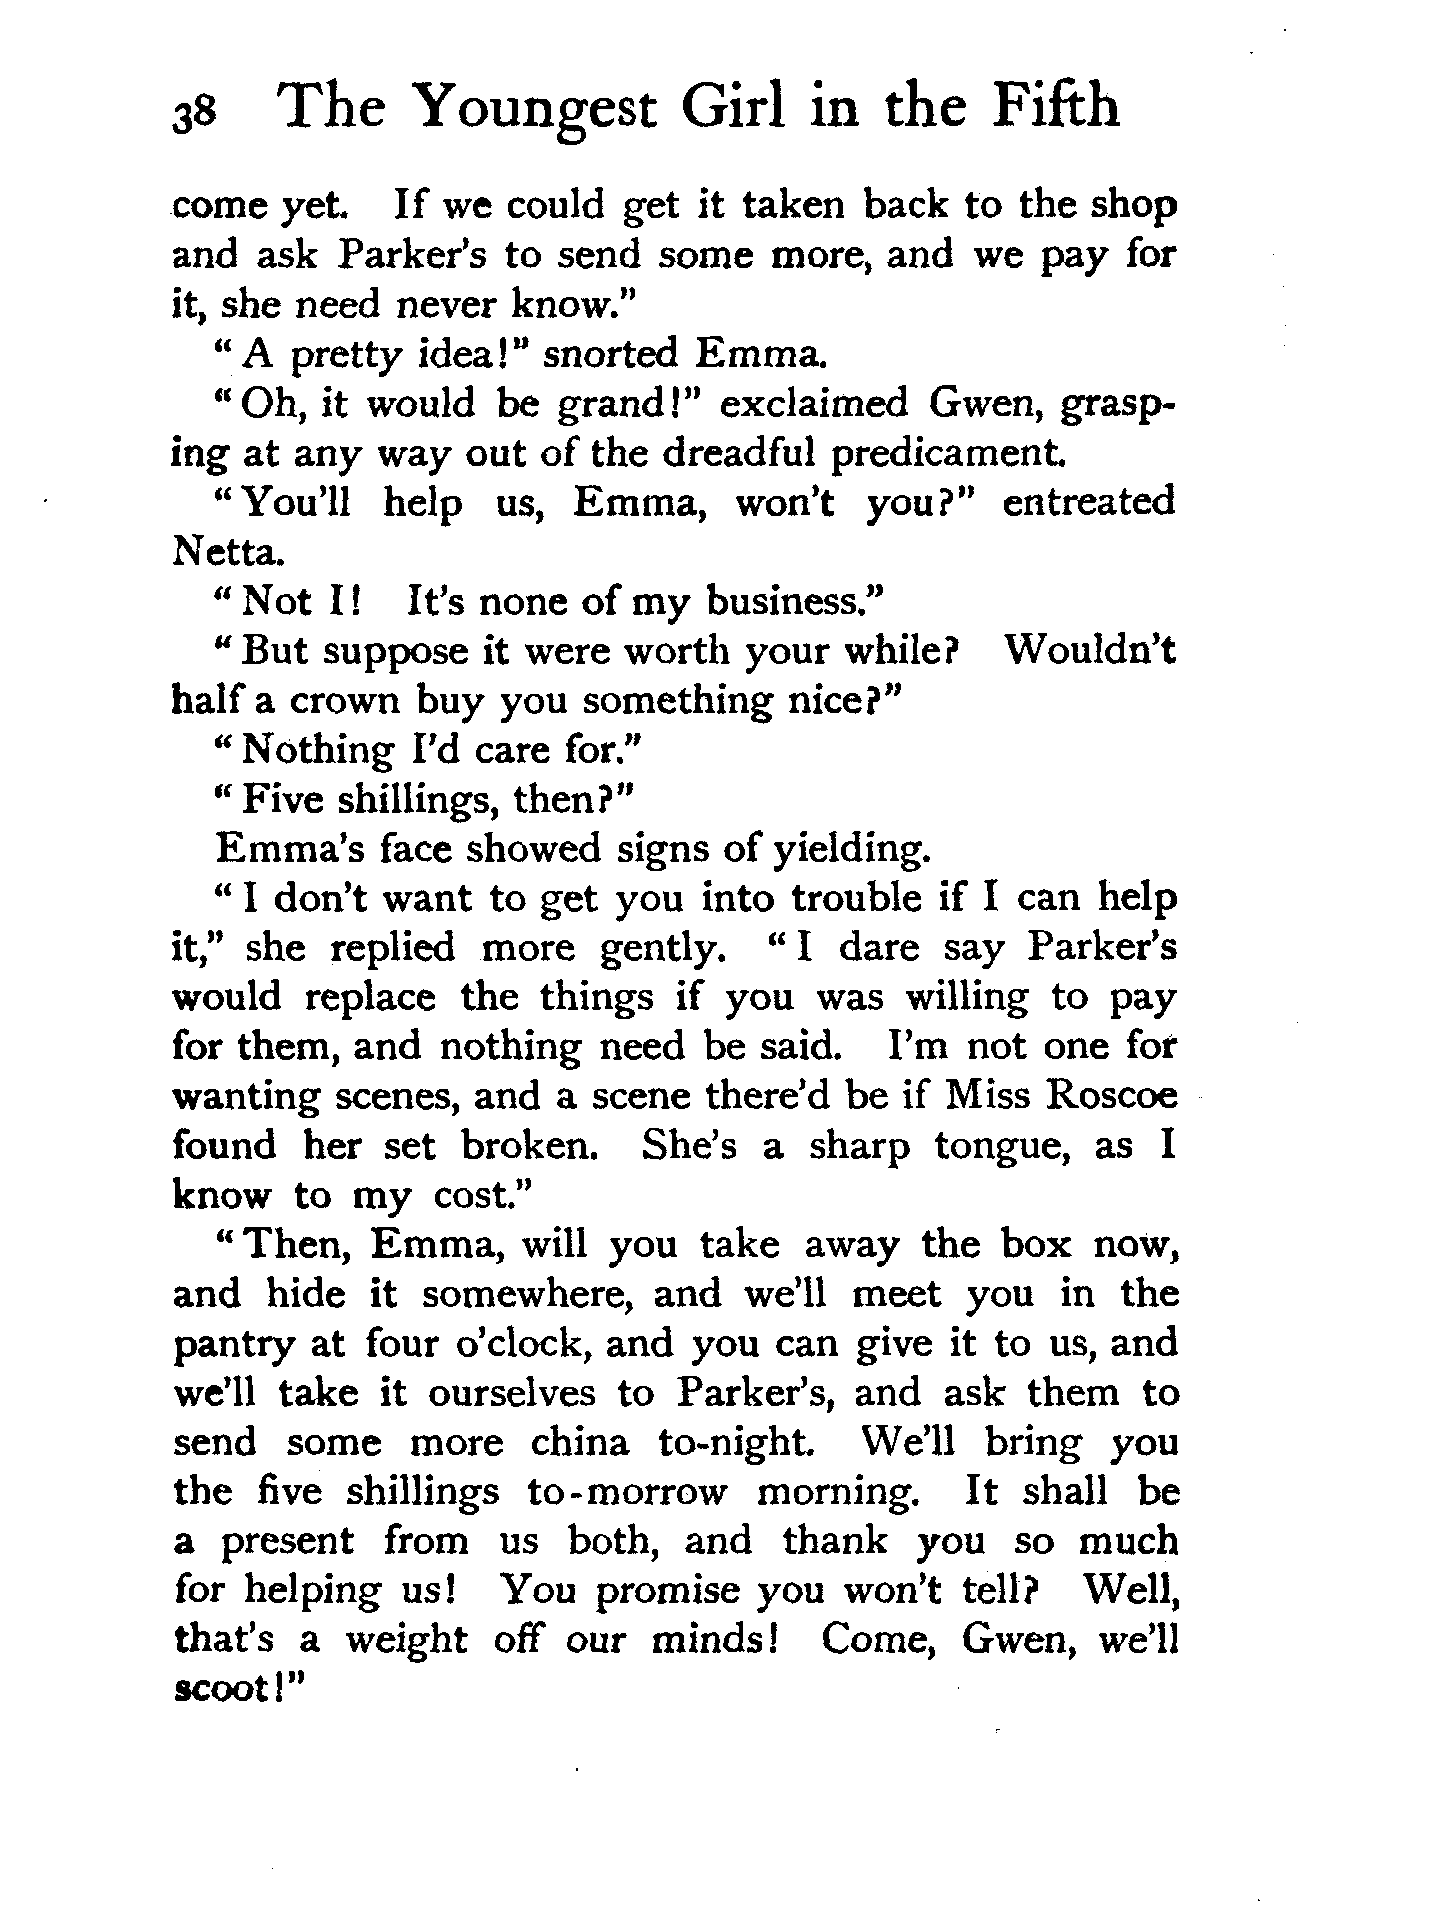 38 The Youngest Girl in the Fifth
come yet. If we could get it taken back to the shop
and ask Parker's to send some more, and we pay for
it, she need never know."
"A pretty idea!" snorted Emma.
"Oh, it would be grand!" exclaimed Gwen, grasp-
ing at any way out of the dreadful predicament.
"You'll help us, Emma, won't you?" entreated
Netta.
"Not I! It's none of my business."
"But suppose it were worth your while? Wouldn't
half a crown buy you something nice?"
"Nothing I'd care for."
"Five shillings, then?"
Emma's face showed signs of yielding.
"I don't want to get you into trouble if I can help
it," she replied more gently. "I dare say Parker's
would replace the things if you was willing to pay
for them, and nothing need be said. I'm not one for
wanting scenes, and a scene there'd be if Miss Roscoe
found her set broken. She's a sharp tongue, as I
know to my cost."
"Then, Emma, will you take away the box now,
and hide it somewhere, and we'll meet you in the
pantry at four o'clock, and you can give it to us, and
we'll take it ourselves to Parker's, and ask them to
send some more china to-night. We'll bring you
the five shillings to-morrow morning. It shall be
a present from us both, and thank you so much
for helping us! You promise you won't tell? Well,
that's a weight off our minds! Come, Gwen, we'll
scoot!"